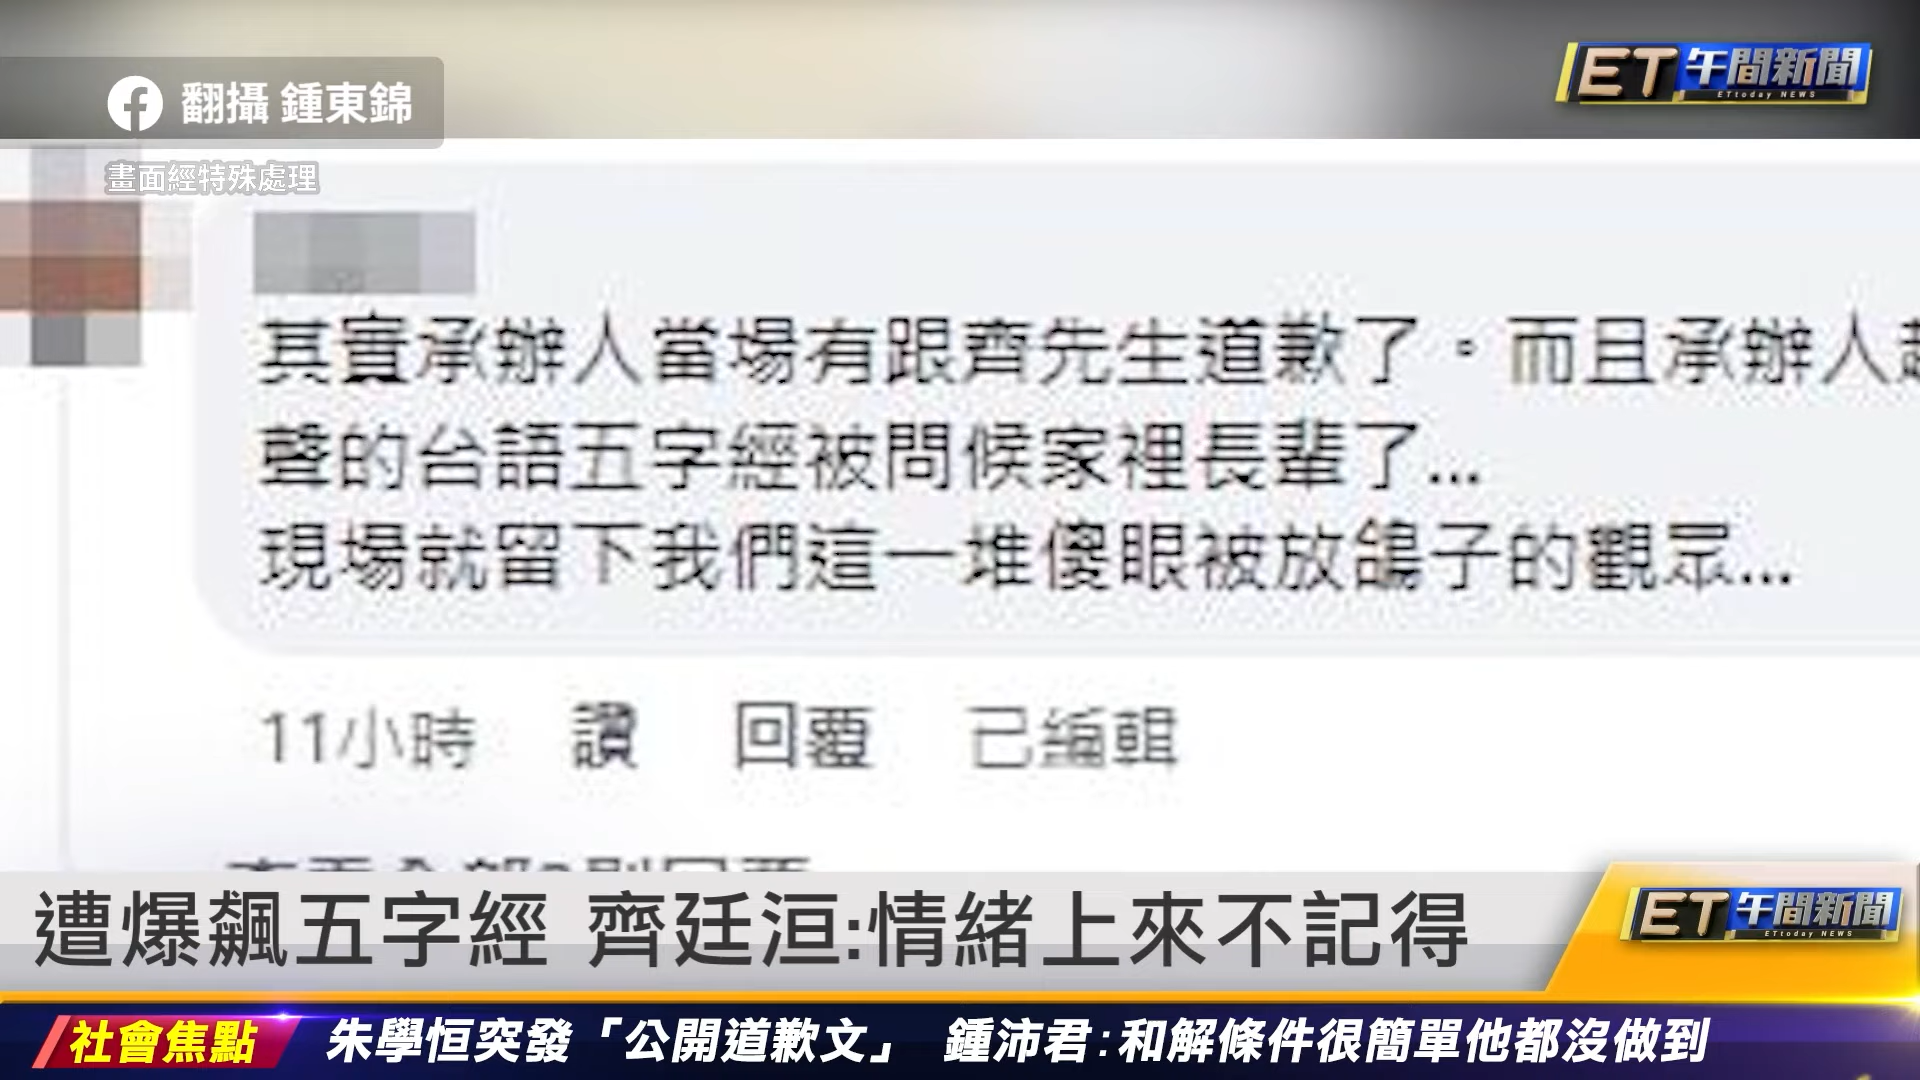 翻攝 鍾東錦
ET 午間新聞
ETtoday NEWS
畫面經特殊處理
其實承辦人當場有跟齊先生道歉了。而且承辦人
聲的台語五字經被問候家裡長輩了...
現場就留下我們這一堆傻眼被放鴿子的觀眾...
11小時 讚 回覆 已編輯
遭爆飆五字經 齊廷洹:情緒上來不記得
ET 午間新聞
ETtoday NEWS
社會焦點 朱學恒突發「公開道歉文」 鍾沛君:和解條件很簡單他都沒做到